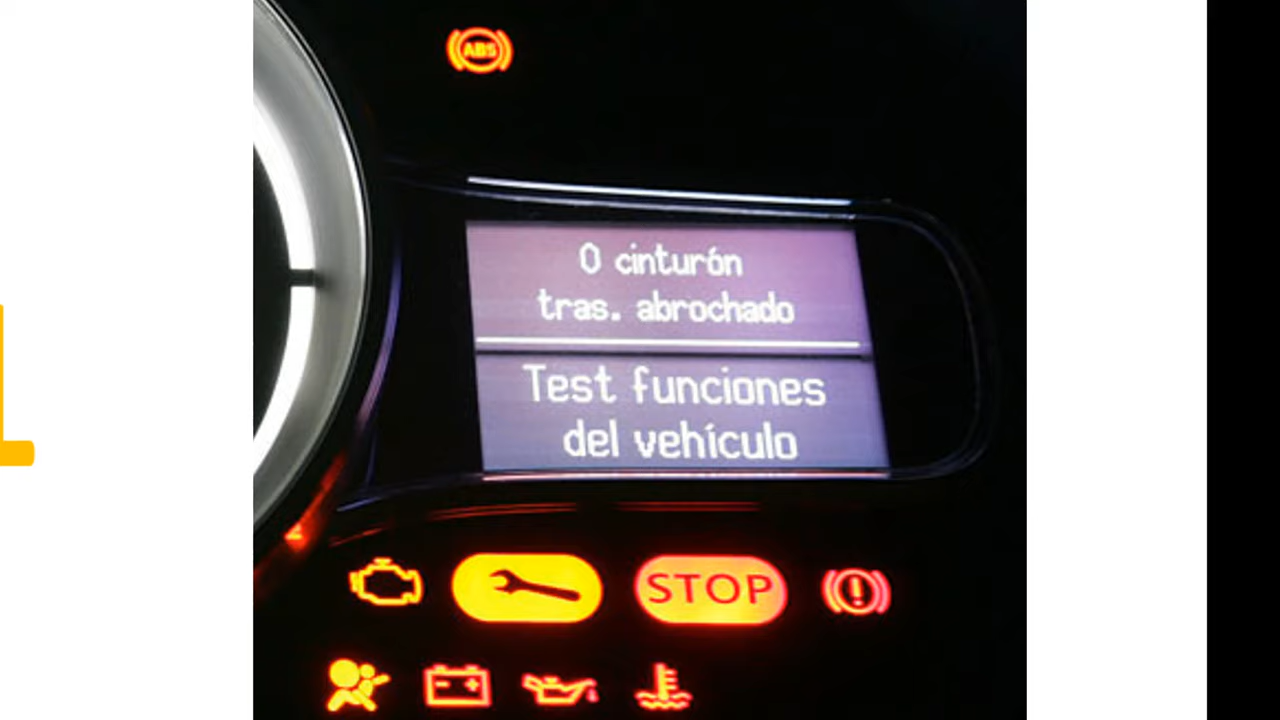 ABS
0 cinturón
tras. abrochado
Test funciones
del vehículo
STOP